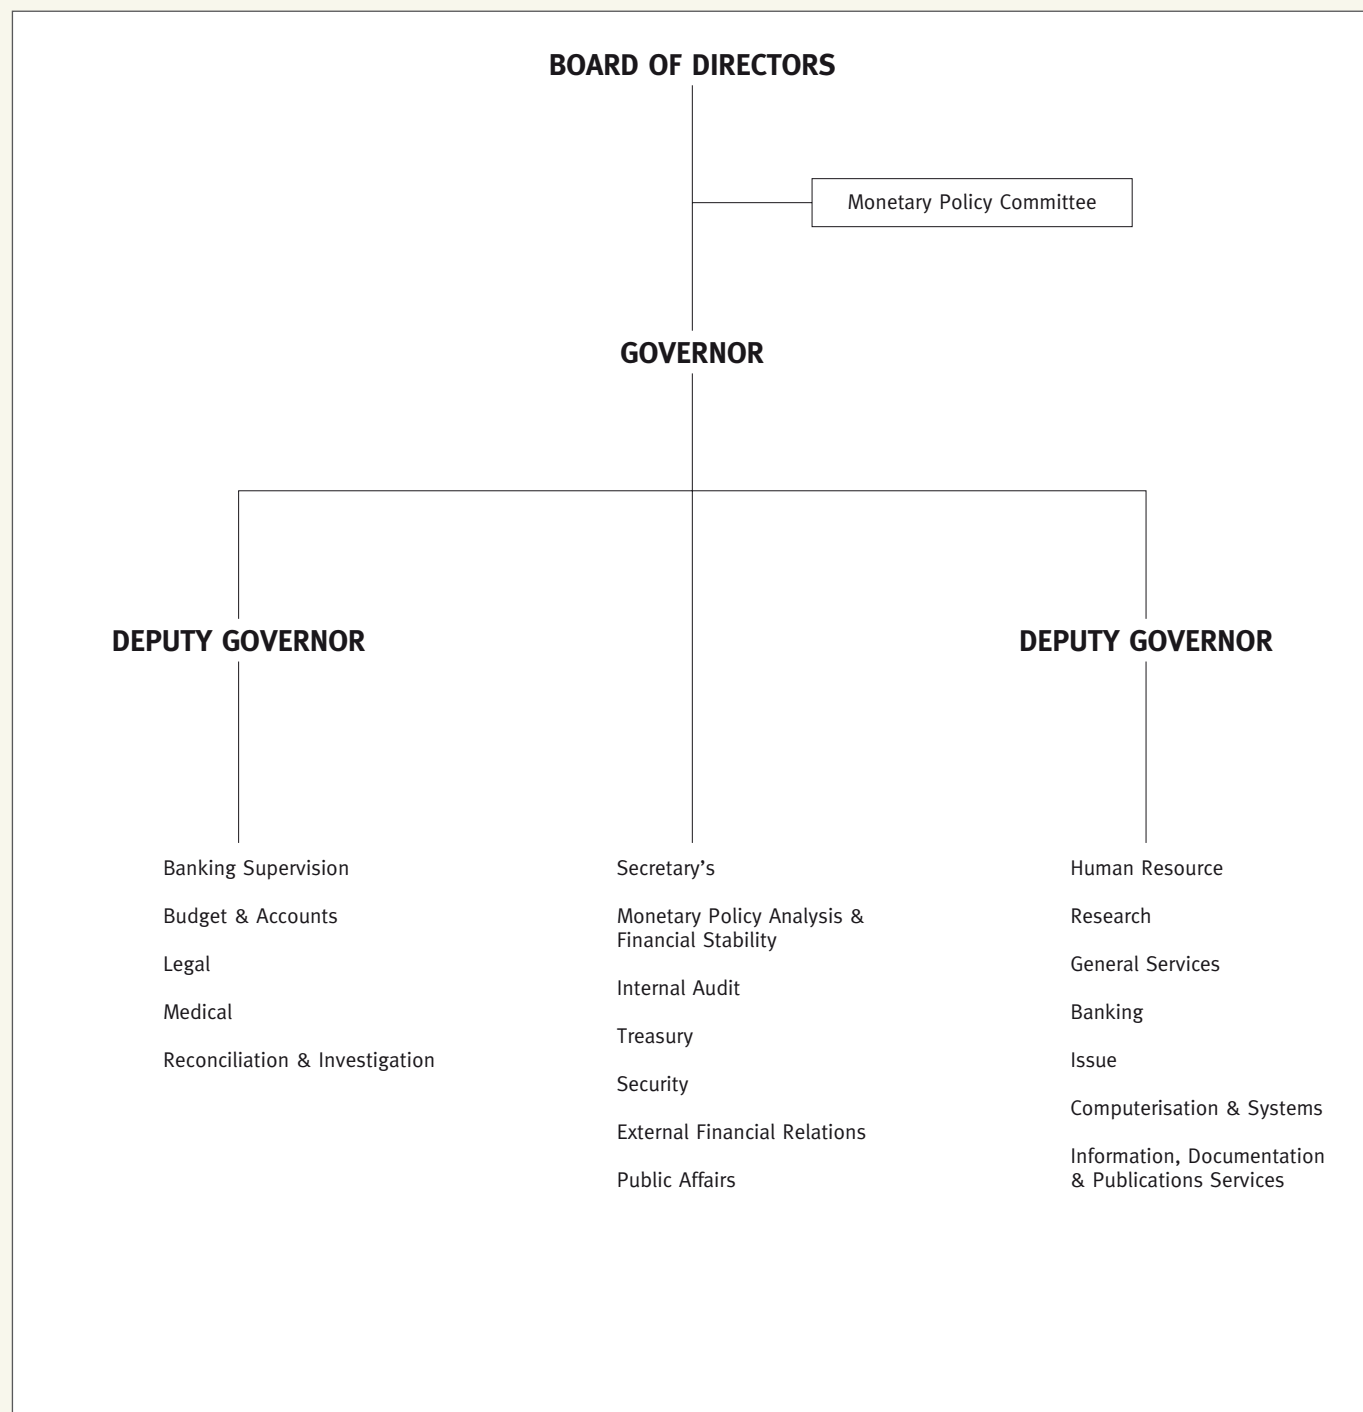 BOARD OF DIRECTORS
Monetary Policy Committee
GOVERNOR
DEPUTY GOVERNOR
DEPUTY GOVERNOR
Banking Supervision
Budget & Accounts
Legal
Medical
Reconciliation & Investigation
Secretary’s
Monetary Policy Analysis &
Financial Stability
Internal Audit
Treasury
Security
External Financial Relations
Public Affairs
Human Resource
Research
General Services
Banking
Issue
Computerisation & Systems
Information, Documentation
& Publications Services